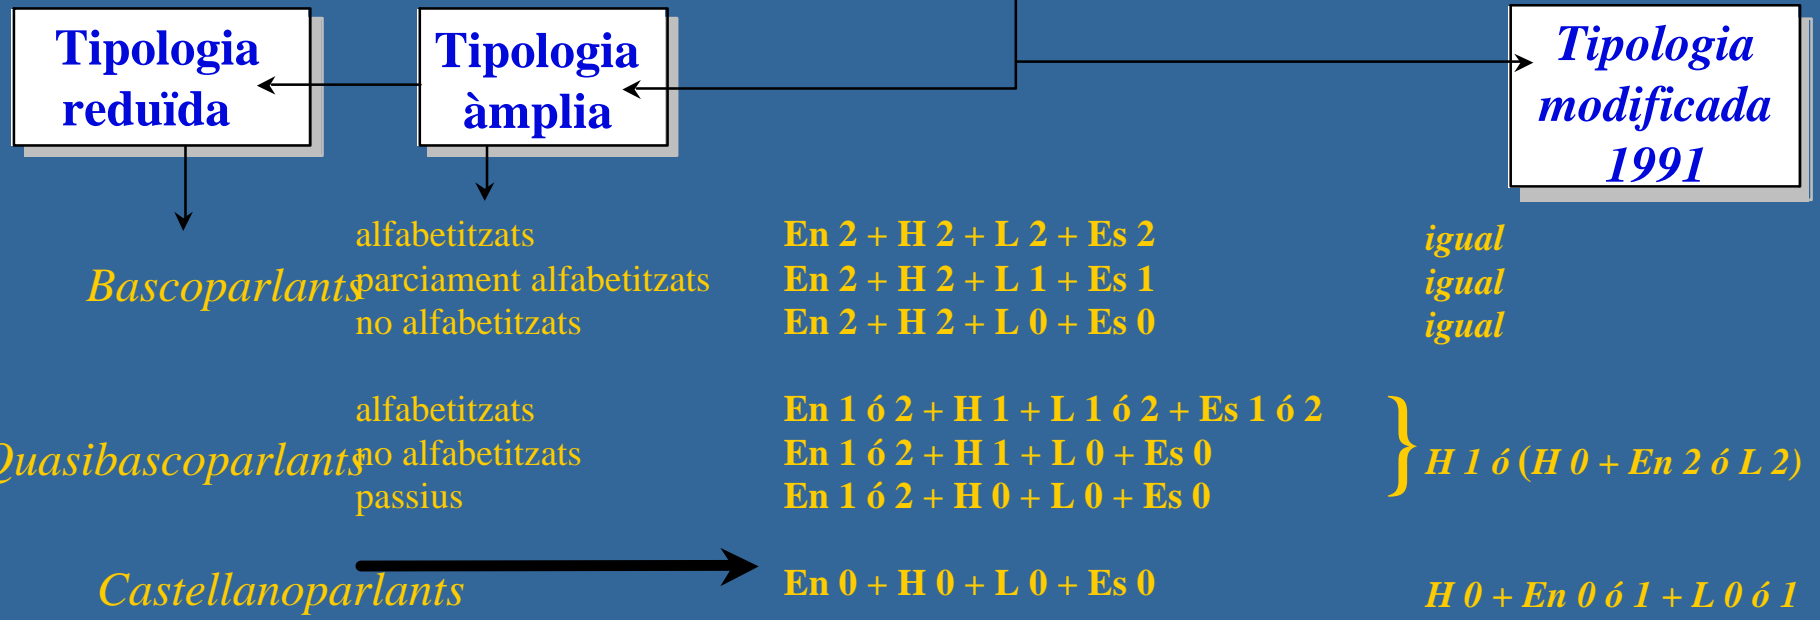 Tipologia
reduïda
Tipologia
àmplia
Tipologia
modificada
1991
Bascoparlants
alfabetitzats
En 2 + H 2 + L 2 + Es 2
igual
parciament alfabetitzats
En 2 + H 2 + L 1 + Es 1
igual
no alfabetitzats
En 2 + H 2 + L 0 + Es 0
igual
Quasibascoparlants
alfabetitzats
En 1 ó 2 + H 1 + L 1 ó 2 + Es 1 ó 2
no alfabetitzats
En 1 ó 2 + H 1 + L 0 + Es 0
passius
En 1 ó 2 + H 0 + L 0 + Es 0
} H 1 ó (H 0 + En 2 ó L 2)
Castellanoparlants
En 0 + H 0 + L 0 + Es 0
H 0 + En 0 ó 1 + L 0 ó 1